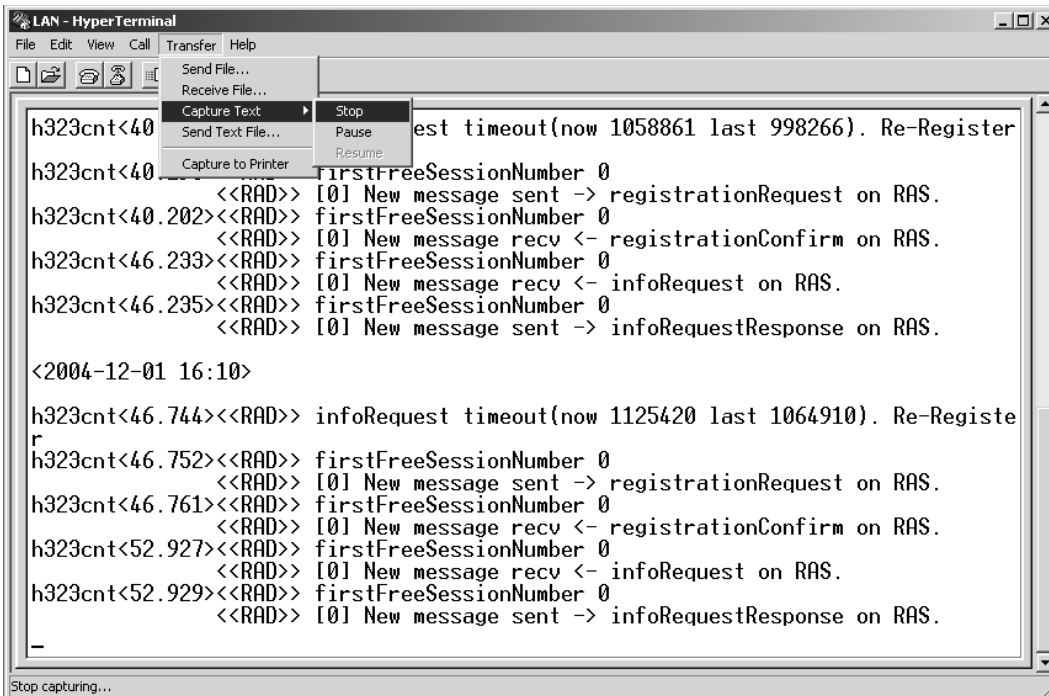 LAN - HyperTerminal
File Edit View Call Transfer Help
Send File...
Receive File...
Capture Text
Send Text File...
Capture to Printer
Stop
Pause
Resume
h323cnt<40 est timeout(now 1058861 last 998266). Re-Register
h323cnt<40. firstFreeSessionNumber 0
<<RAD>> [0] New message sent -> registrationRequest on RAS.
h323cnt<40.202><<RAD>> firstFreeSessionNumber 0
<<RAD>> [0] New message recv <- registrationConfirm on RAS.
h323cnt<46.233><<RAD>> firstFreeSessionNumber 0
<<RAD>> [0] New message recv <- infoRequest on RAS.
h323cnt<46.235><<RAD>> firstFreeSessionNumber 0
<<RAD>> [0] New message sent -> infoRequestResponse on RAS.
<2004-12-01 16:10>
h323cnt<46.744><<RAD>> infoRequest timeout(now 1125420 last 1064910). Re-Registe
r
h323cnt<46.752><<RAD>> firstFreeSessionNumber 0
<<RAD>> [0] New message sent -> registrationRequest on RAS.
h323cnt<46.761><<RAD>> firstFreeSessionNumber 0
<<RAD>> [0] New message recv <- registrationConfirm on RAS.
h323cnt<52.927><<RAD>> firstFreeSessionNumber 0
<<RAD>> [0] New message recv <- infoRequest on RAS.
h323cnt<52.929><<RAD>> firstFreeSessionNumber 0
<<RAD>> [0] New message sent -> infoRequestResponse on RAS.
Stop capturing...